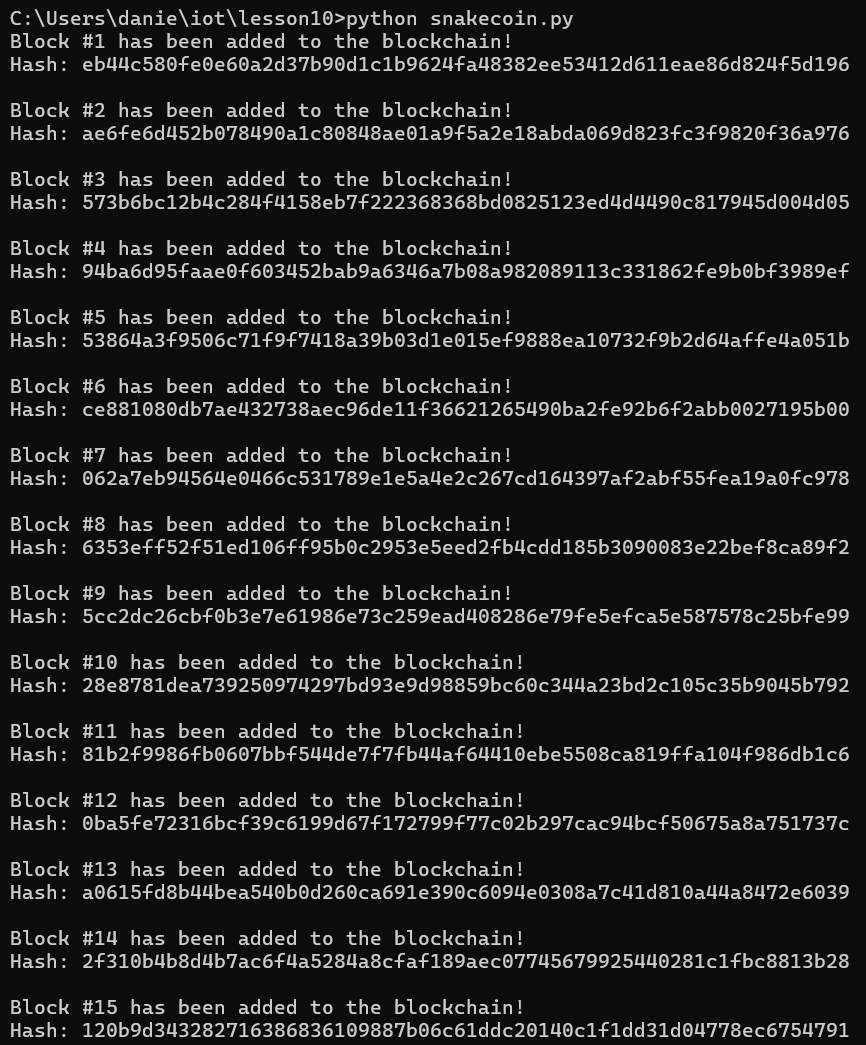 C:\Users\danie\iot\lesson10>python snakecoin.py
Block #1 has been added to the blockchain!
Hash: eb44c580fe0e60a2d37b90d1c1b9624fa48382ee53412d611eae86d824f5d196
Block #2 has been added to the blockchain!
Hash: ae6fe6d452b078490a1c80848ae01a9f5a2e18abda069d823fc3f9820f36a976
Block #3 has been added to the blockchain!
Hash: 573b6bc12b4c284f4158eb7f222368368bd0825123ed4d4490c817945d004d05
Block #4 has been added to the blockchain!
Hash: 94ba6d95faae0f603452bab9a6346a7b08a982089113c331862fe9b0bf3989ef
Block #5 has been added to the blockchain!
Hash: 53864a3f9506c71f9f7418a39b03d1e015ef9888ea10732f9b2d64affe4a051b
Block #6 has been added to the blockchain!
Hash: ce881080db7ae432738aec96de11f36621265490ba2fe92b6f2abb0027195b00
Block #7 has been added to the blockchain!
Hash: 062a7eb94564e0466c531789e1e5a4e2c267cd164397af2abf55fea19a0fc978
Block #8 has been added to the blockchain!
Hash: 6353eff52f51ed106ff95b0c2953e5eed2fb4cdd185b3090083e22bef8ca89f2
Block #9 has been added to the blockchain!
Hash: 5cc2dc26cbf0b3e7e61986e73c259ead408286e79fe5efca5e587578c25bfe99
Block #10 has been added to the blockchain!
Hash: 28e8781dea739250974297bd93e9d98859bc60c344a23bd2c105c35b9045b792
Block #11 has been added to the blockchain!
Hash: 81b2f9986fb0607bbf544de7f7fb44af64410ebe5508ca819ffa104f986db1c6
Block #12 has been added to the blockchain!
Hash: 0ba5fe72316bcf39c6199d67f172799f77c02b297cac94bcf50675a8a751737c
Block #13 has been added to the blockchain!
Hash: a0615fd8b44bea540b0d260ca691e390c6094e0308a7c41d810a44a8472e6039
Block #14 has been added to the blockchain!
Hash: 2f310b4b8d4b7ac6f4a5284a8cfaf189aec07745679925440281c1fbc8813b28
Block #15 has been added to the blockchain!
Hash: 120b9d3432827163868361098​87b06c61ddc20140c1f1dd31d04778ec6754791